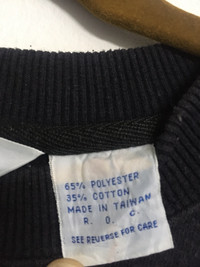 65% POLYESTER
35% COTTON
MADE IN TAIWAN
R. O. C.
SEE REVERSE FOR CARE